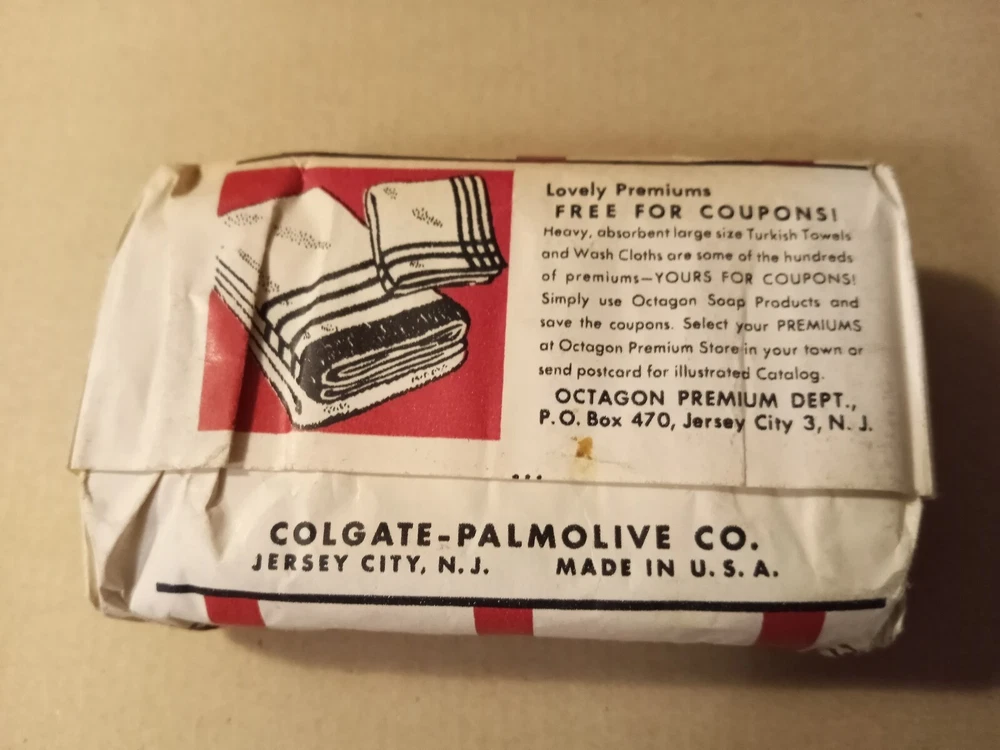 Lovely Premiums
FREE FOR COUPONS!
Heavy, absorbent large size Turkish Towels
and Wash Cloths are some of the hundreds
of premiums—YOURS FOR COUPONS!
Simply use Octagon Soap Products and
save the coupons. Select your PREMIUMS
at Octagon Premium Store in your town or
send postcard for illustrated Catalog.
OCTAGON PREMIUM DEPT.,
P.O. Box 470, Jersey City 3, N. J.
COLGATE-PALMOLIVE CO.
JERSEY CITY, N. J. MADE IN U. S. A.